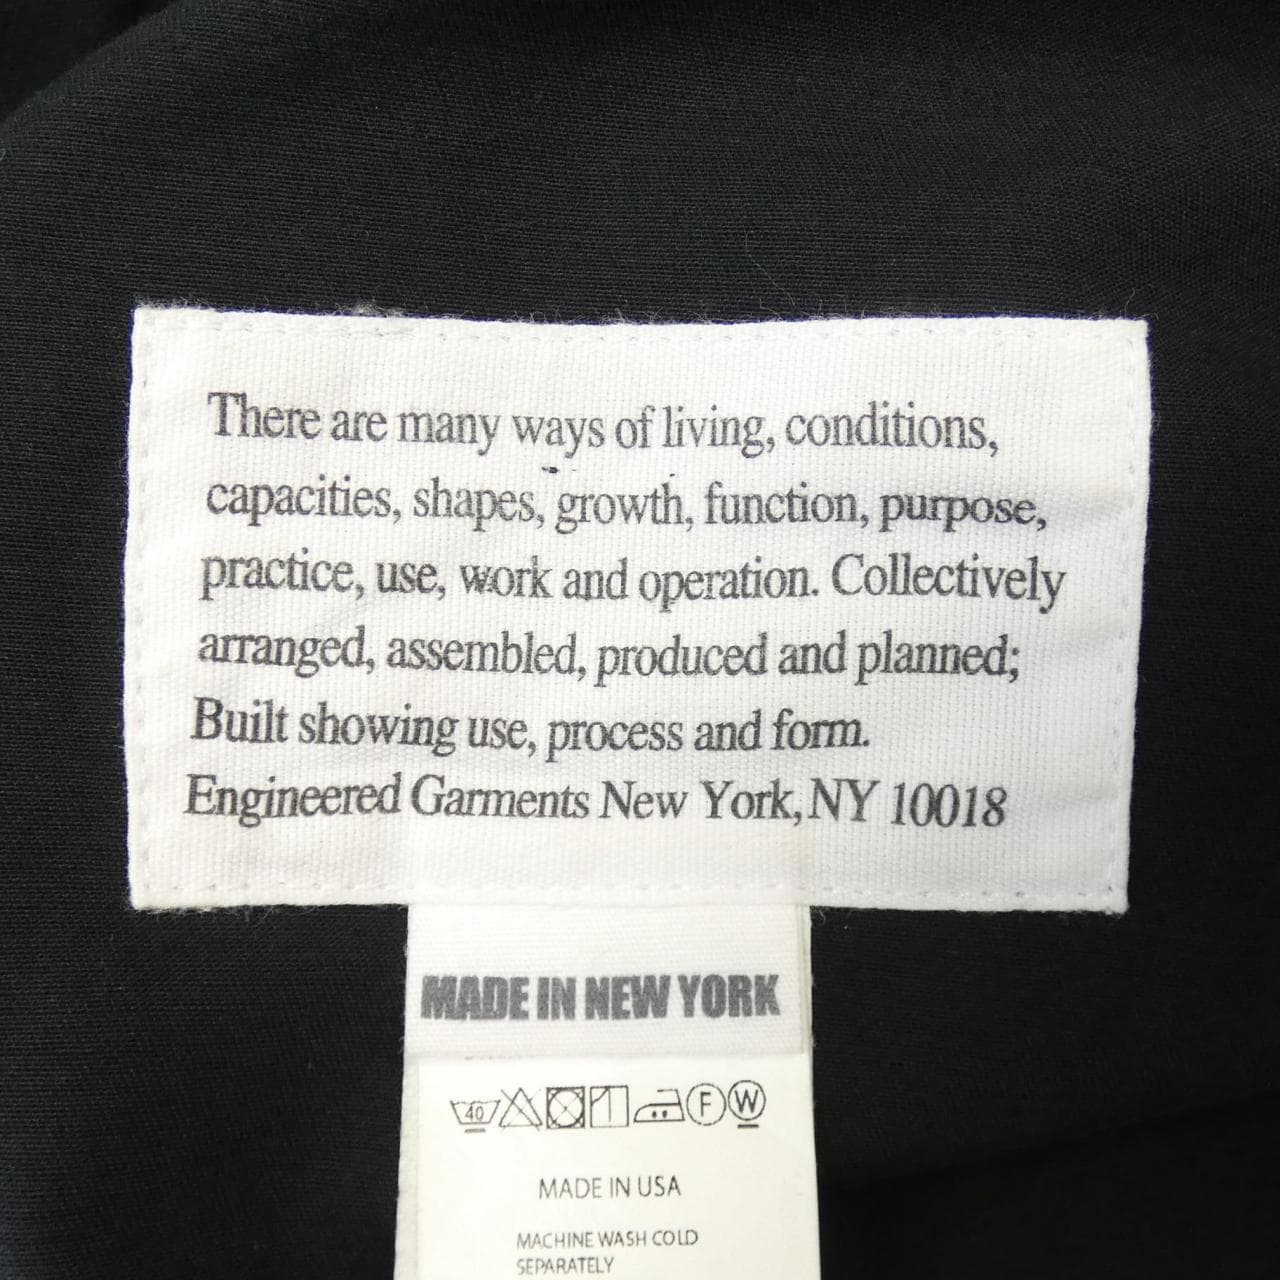 There are many ways of living, conditions,
capacities, shapes, growth, function, purpose,
practice, use, work and operation. Collectively
arranged, assembled, produced and planned;
Built showing use, process and form.
Engineered Garments New York, NY 10018
MADE IN NEW YORK
40 F W
MADE IN USA
MACHINE WASH COLD
SEPARATELY